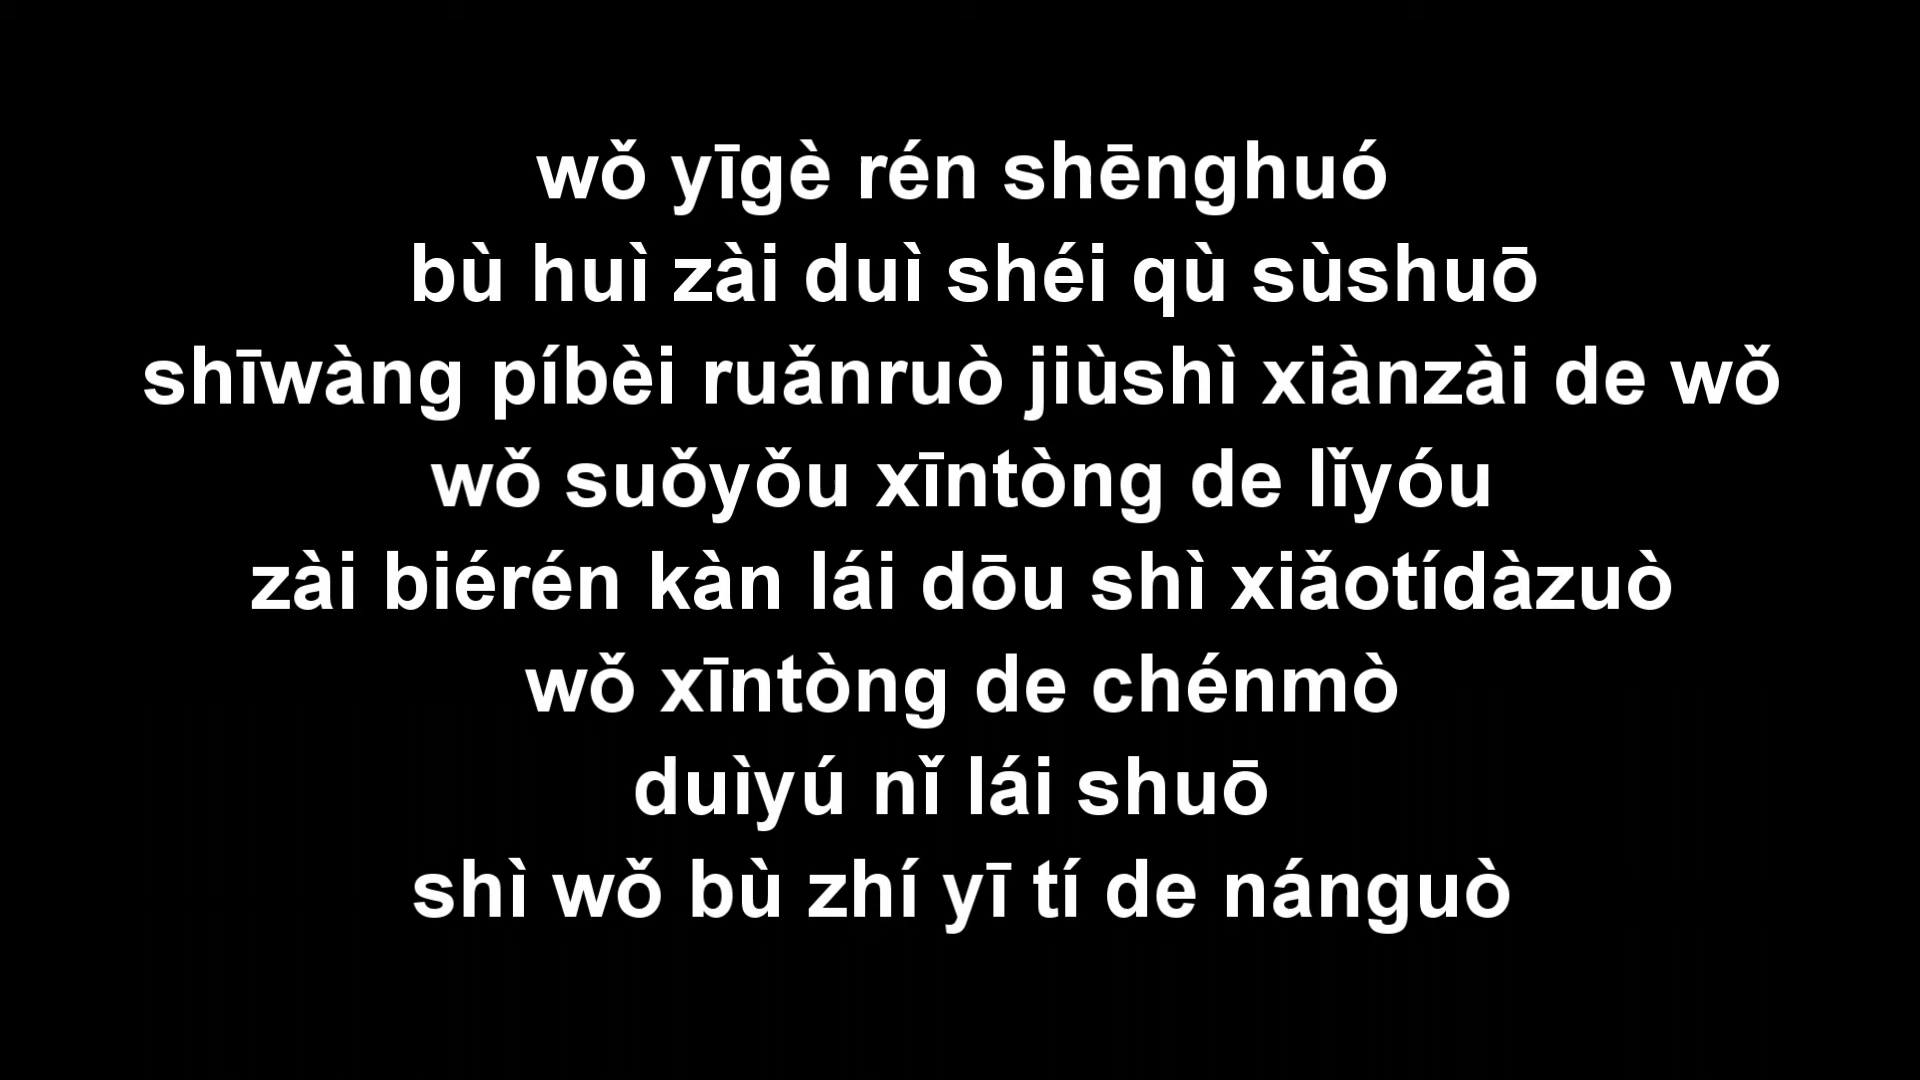 wǒ yīgè rén shēnghuó
bù huì zài duì shéi qù sùshuō
shīwàng píbèi ruǎnruò jiùshì xiànzài de wǒ
wǒ suǒyǒu xīntòng de lǐyóu
zài biérén kàn lái dōu shì xiǎotídàzuò
wǒ xīntòng de chénmò
duìyú nǐ lái shuō
shì wǒ bù zhí yī tí de nánguò